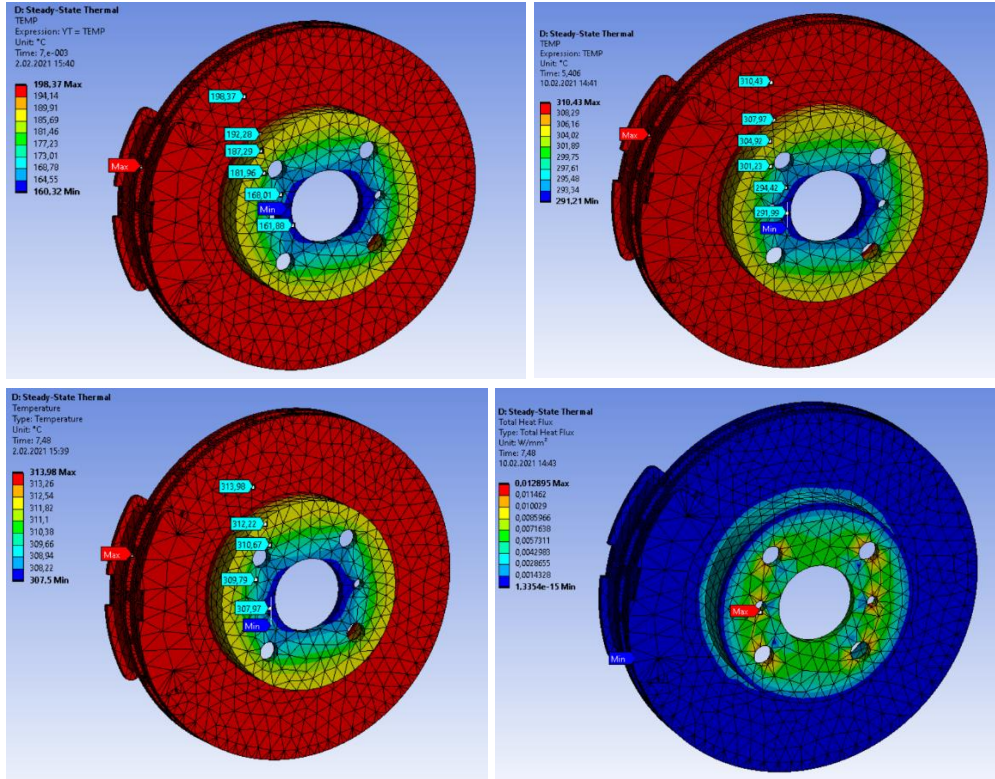 D: Steady-State Thermal
TEMP
Expression: YT = TEMP
Unit: °C
Time: 7,e-003
2.02.2021 15:40
198,37 Max
194,14
189,91
185,69
181,46
177,23
173,01
168,78
164,55
160,32 Min
198,37
192,28
187,29
181,96
168,01
161,88
Max
Min
D: Steady-State Thermal
TEMP
Expression: TEMP
Unit: °C
Time: 5,406
10.02.2021 14:41
310,43 Max
308,29
306,16
304,02
301,89
299,75
297,61
295,48
293,34
291,21 Min
310,43
307,97
304,92
301,23
294,42
291,99
Max
Min
D: Steady-State Thermal
Temperature
Type: Temperature
Unit: °C
Time: 7,48
2.02.2021 15:39
313,98 Max
313,26
312,54
311,82
311,1
310,38
309,66
308,94
308,22
307,5 Min
313,98
312,22
310,67
309,79
307,97
Max
Min
D: Steady-State Thermal
Total Heat Flux
Type: Total Heat Flux
Unit: W/mm²
Time: 7,48
10.02.2021 14:43
0,012895 Max
0,011462
0,010029
0,0085966
0,0071638
0,0057311
0,0042983
0,0028655
0,0014328
1,3354e-15 Min
Max
Min